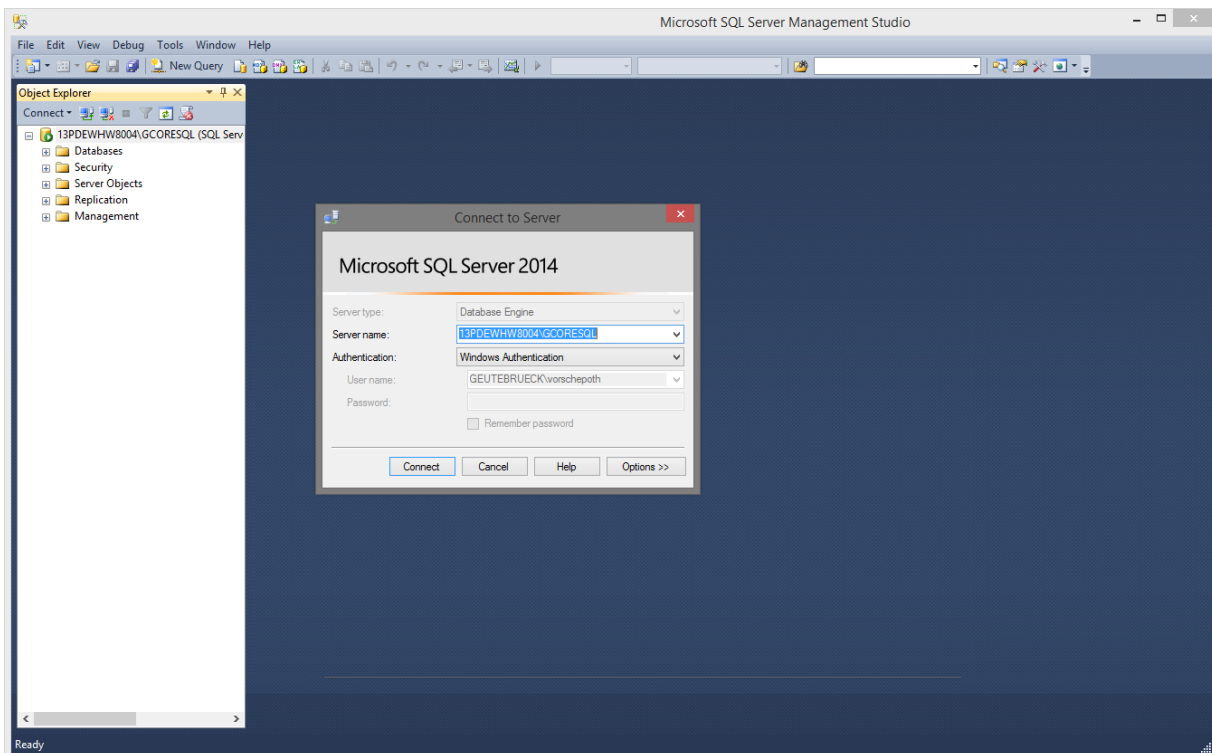 Microsoft SQL Server Management Studio
File Edit View Debug Tools Window Help
New Query
Object Explorer
Connect
13PDEWHW8004\GCORESQL (SQL Serv
Databases
Security
Server Objects
Replication
Management
Connect to Server
Microsoft SQL Server 2014
Server type: Database Engine
Server name: 13PDEWHW8004\GCORESQL
Authentication: Windows Authentication
User name: GEUTEBRUECK\vorschepoth
Password:
Remember password
Connect Cancel Help Options >>
Ready